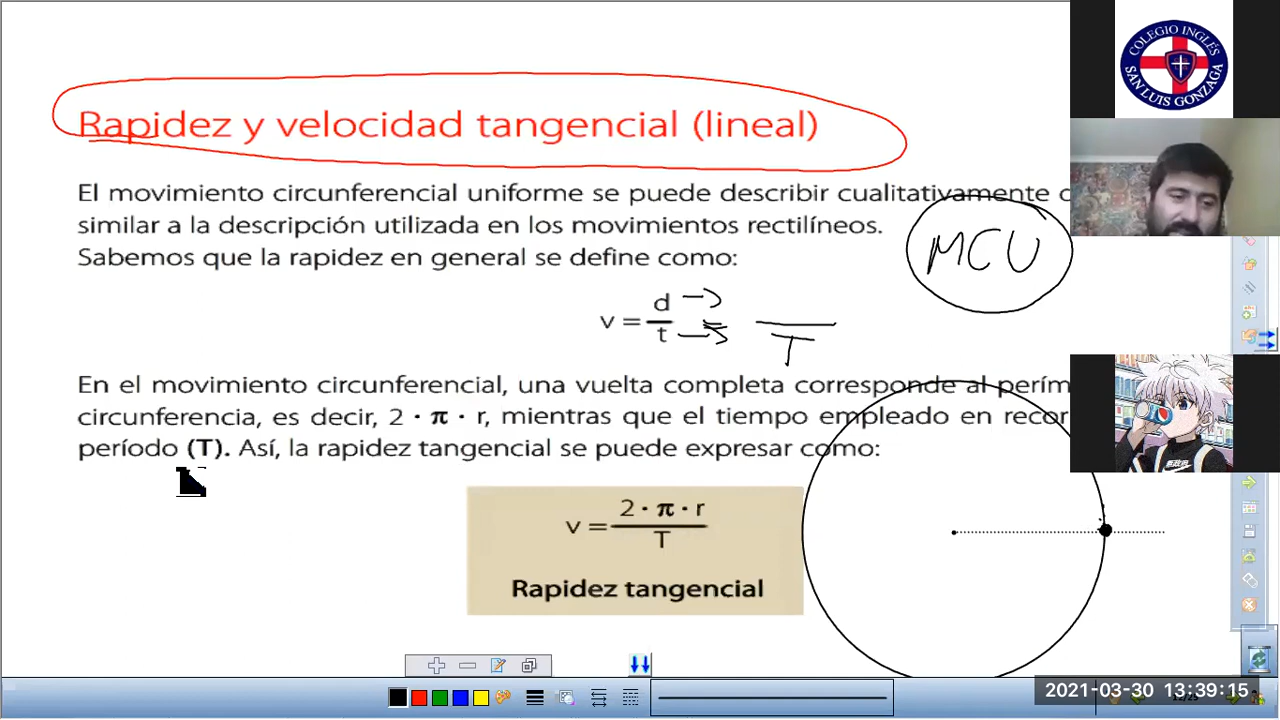 COLEGIO INGLÉS
SAN LUIS GONZAGA
Rapidez y velocidad tangencial (lineal)
El movimiento circunferencial uniforme se puede describir cualitativamente
similar a la descripción utilizada en los movimientos rectilíneos.
MCU
Sabemos que la rapidez en general se define como:
v = d/t → = /T
En el movimiento circunferencial, una vuelta completa corresponde al perím
circunferencia, es decir, 2 · π · r, mientras que el tiempo empleado en recor
período (T). Así, la rapidez tangencial se puede expresar como:
v = 2 · π · r / T
Rapidez tangencial
2021-03-30 13:39:15